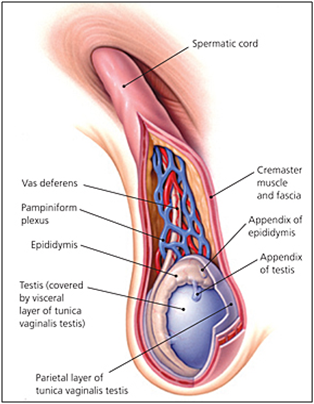 Spermatic cord
Vas deferens
Pampiniform
plexus
Epididymis
Testis (covered
by visceral
layer of tunica
vaginalis testis)
Cremaster
muscle
and fascia
Appendix of
epididymis
Appendix
of testis
Parietal layer of
tunica vaginalis testis